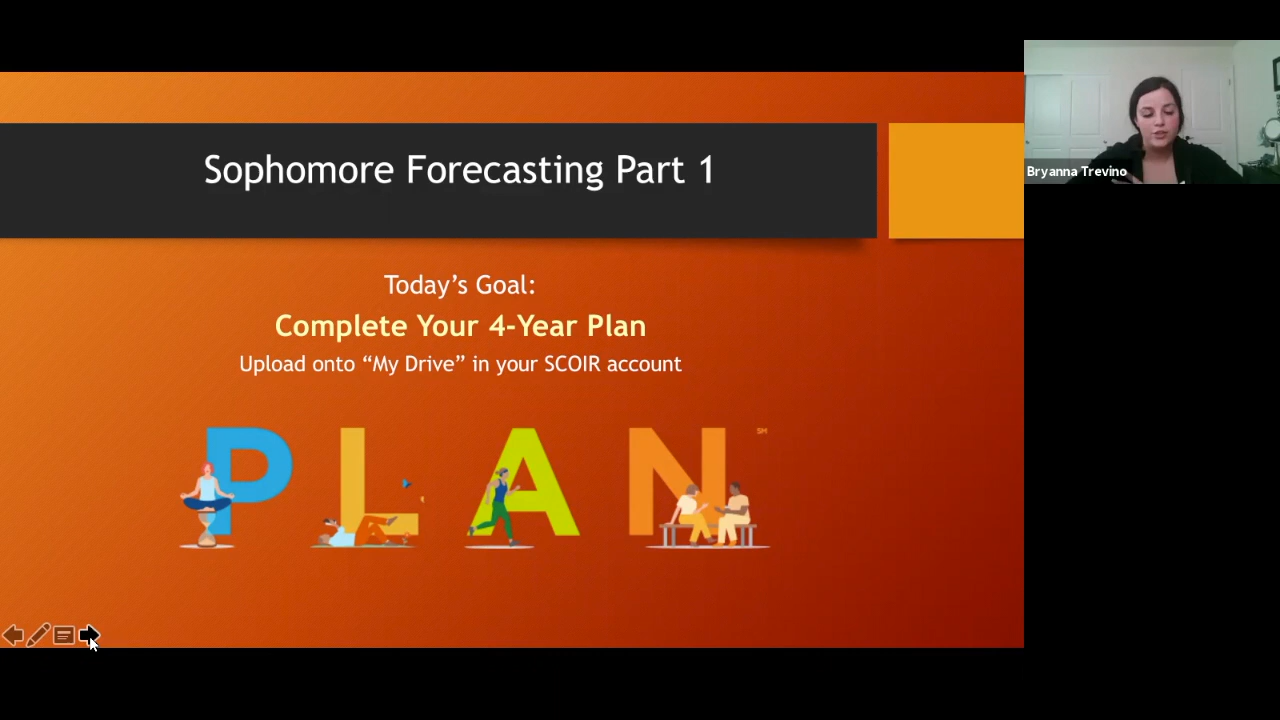 Sophomore Forecasting Part 1
Today’s Goal:
Complete Your 4-Year Plan
Upload onto “My Drive” in your SCOIR account
PLAN SM
Bryanna Trevino